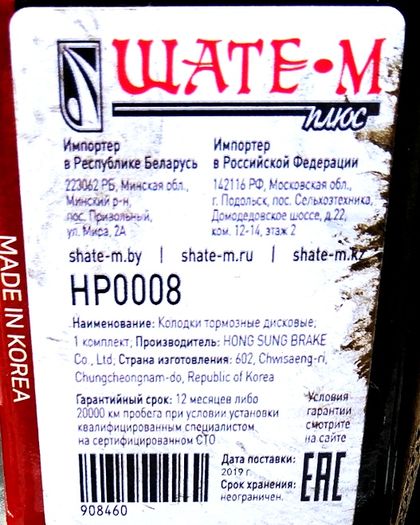 ШАТЕ-М
плюс
Импортер
в Республике Беларусь
223062 РБ, Минская обл.,
Минский р-н,
пос. Привольный,
ул. Мира, 2А
Импортер
в Российской Федерации
142116 РФ, Московская обл.,
г. Подольск, пос. Сельхозтехника,
Домодедовское шоссе, д.22,
ком. 12-14, этаж 2
shate-m.by | shate-m.ru | shate-m.kz
HP0008
Наименование: Колодки тормозные дисковые,
1 комплект, Производитель: HONG SUNG BRAKE
Co., Ltd, Страна изготовления: 602, Chwisaeng-ri,
Chungcheongnam-do, Republic of Korea
Гарантийный срок: 12 месяцев либо
20000 км пробега при условии установки
квалифицированным специалистом
на сертифицированном СТО
Условия
гарантии
смотрите
на сайте
908460
Дата поставки:
2019 г.
Срок хранения:
неограничен.
EAC
MADE IN KOREA